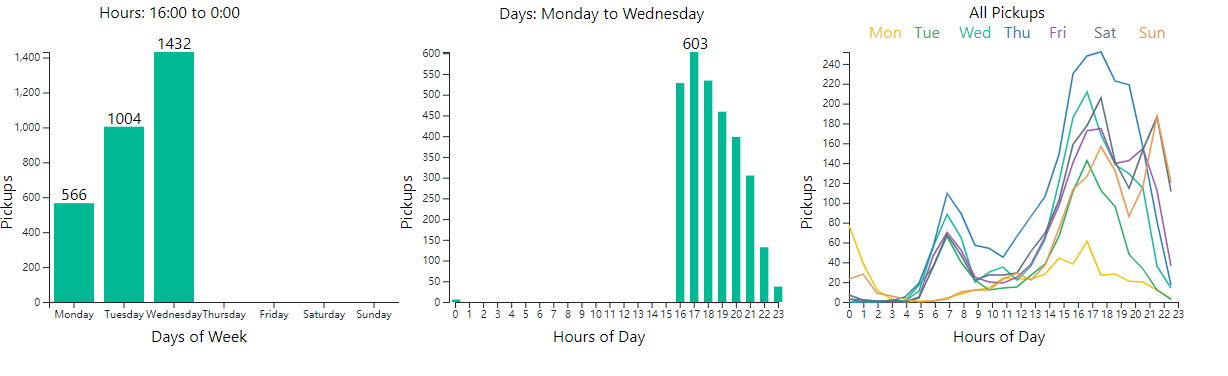 Hours: 16:00 to 0:00
1,400
1,200
1,000
800
600
400
200
0
Pickups
566
1004
1432
Monday Tuesday Wednesday Thursday Friday Saturday Sunday
Days of Week
Days: Monday to Wednesday
600
550
500
450
400
350
300
250
200
150
100
50
0
Pickups
603
0 1 2 3 4 5 6 7 8 9 10 11 12 13 14 15 16 17 18 19 20 21 22 23
Hours of Day
All Pickups
Mon Tue Wed Thu Fri Sat Sun
240
220
200
180
160
140
120
100
80
60
40
20
0
Pickups
0 1 2 3 4 5 6 7 8 9 10 11 12 13 14 15 16 17 18 19 20 21 22 23
Hours of Day